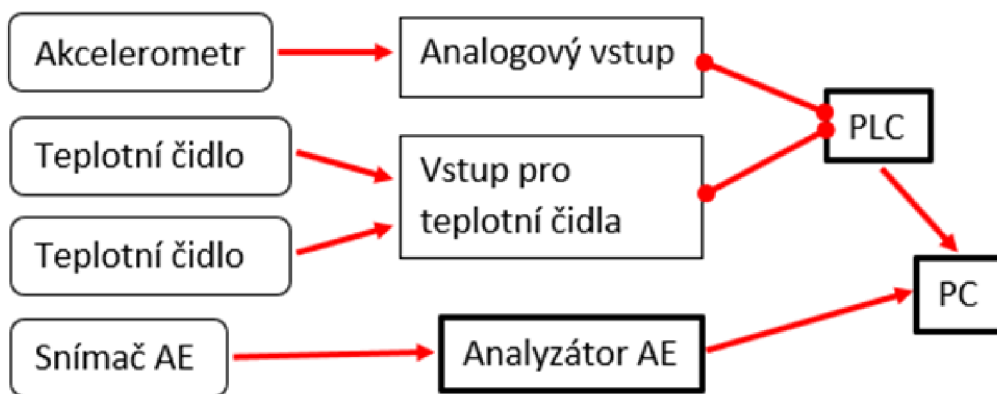 Akcelerometr
Analogový vstup
PLC
Teplotní čidlo
Vstup pro
teplotní čidla
Teplotní čidlo
PC
Snímač AE
Analyzátor AE